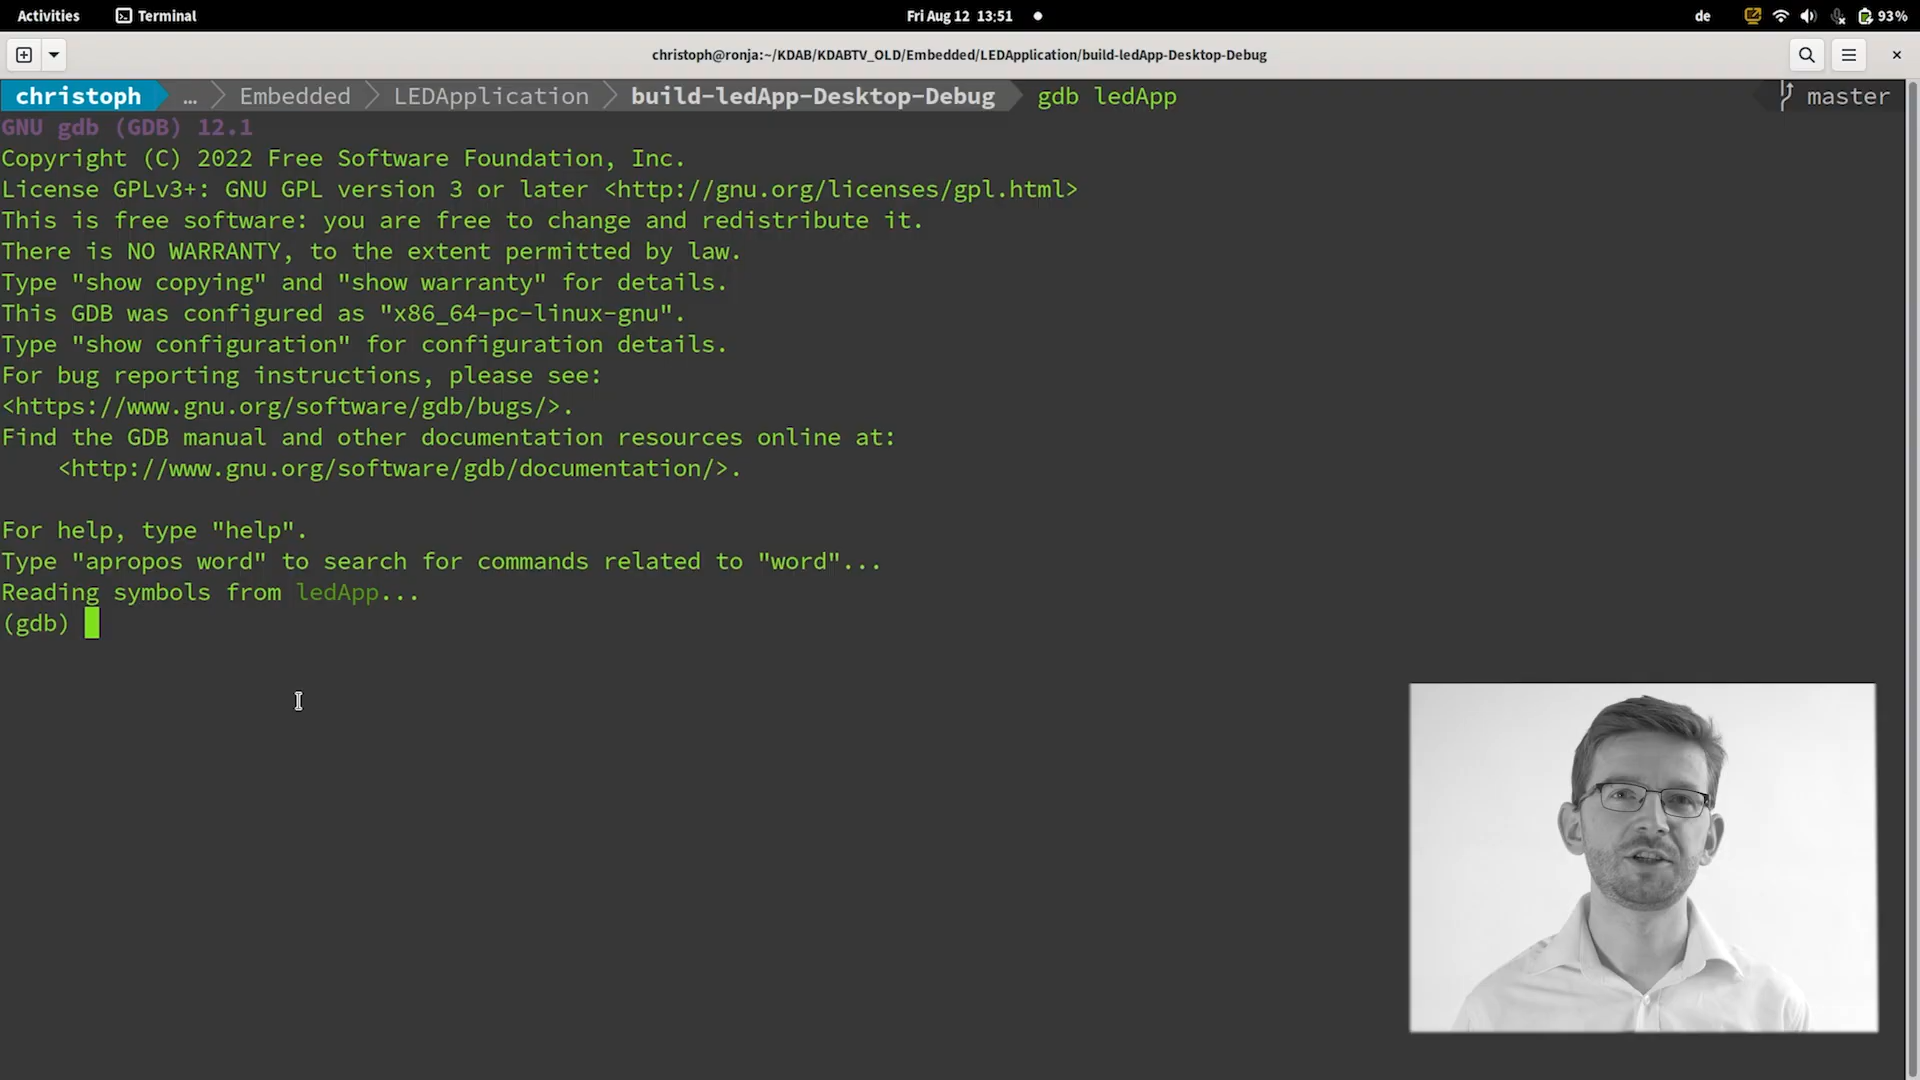 Activities Terminal Fri Aug 12 13:51 de 93%
christoph@ronja:~/KDAB/KDABTV_OLD/Embedded/LEDApplication/build-ledApp-Desktop-Debug
christoph … Embedded LEDApplication build-ledApp-Desktop-Debug gdb ledApp master
GNU gdb (GDB) 12.1
Copyright (C) 2022 Free Software Foundation, Inc.
License GPLv3+: GNU GPL version 3 or later <http://gnu.org/licenses/gpl.html>
This is free software: you are free to change and redistribute it.
There is NO WARRANTY, to the extent permitted by law.
Type "show copying" and "show warranty" for details.
This GDB was configured as "x86_64-pc-linux-gnu".
Type "show configuration" for configuration details.
For bug reporting instructions, please see:
<https://www.gnu.org/software/gdb/bugs/>.
Find the GDB manual and other documentation resources online at:
    <http://www.gnu.org/software/gdb/documentation/>.

For help, type "help".
Type "apropos word" to search for commands related to "word"...
Reading symbols from ledApp...
(gdb)